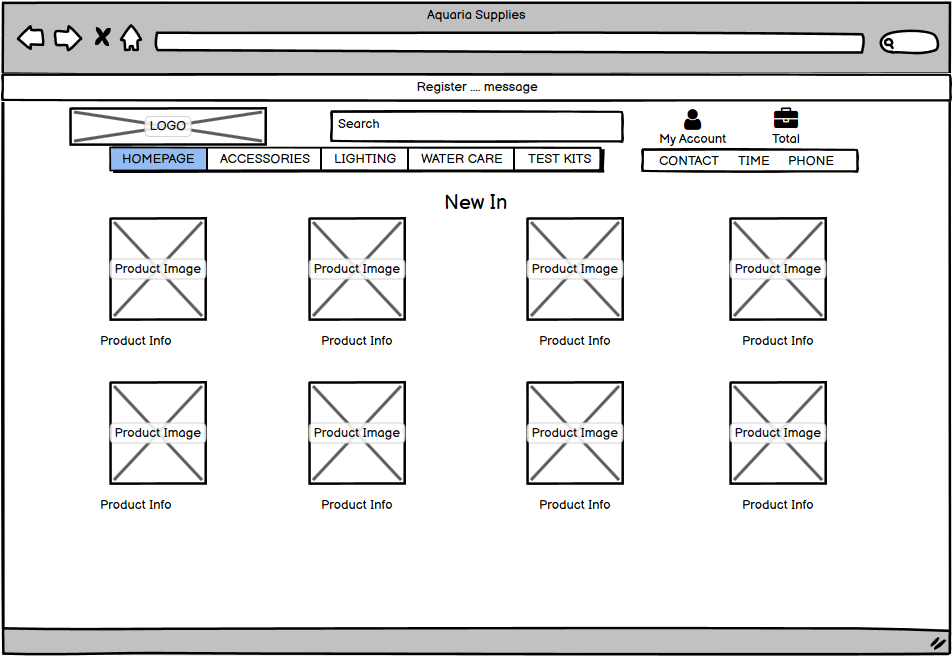 Aquaria Supplies
Register .... message
LOGO
Search
My Account
Total
HOMEPAGE ACCESSORIES LIGHTING WATER CARE TEST KITS
CONTACT TIME PHONE
New In
Product Image Product Image Product Image Product Image
Product Info Product Info Product Info Product Info
Product Image Product Image Product Image Product Image
Product Info Product Info Product Info Product Info